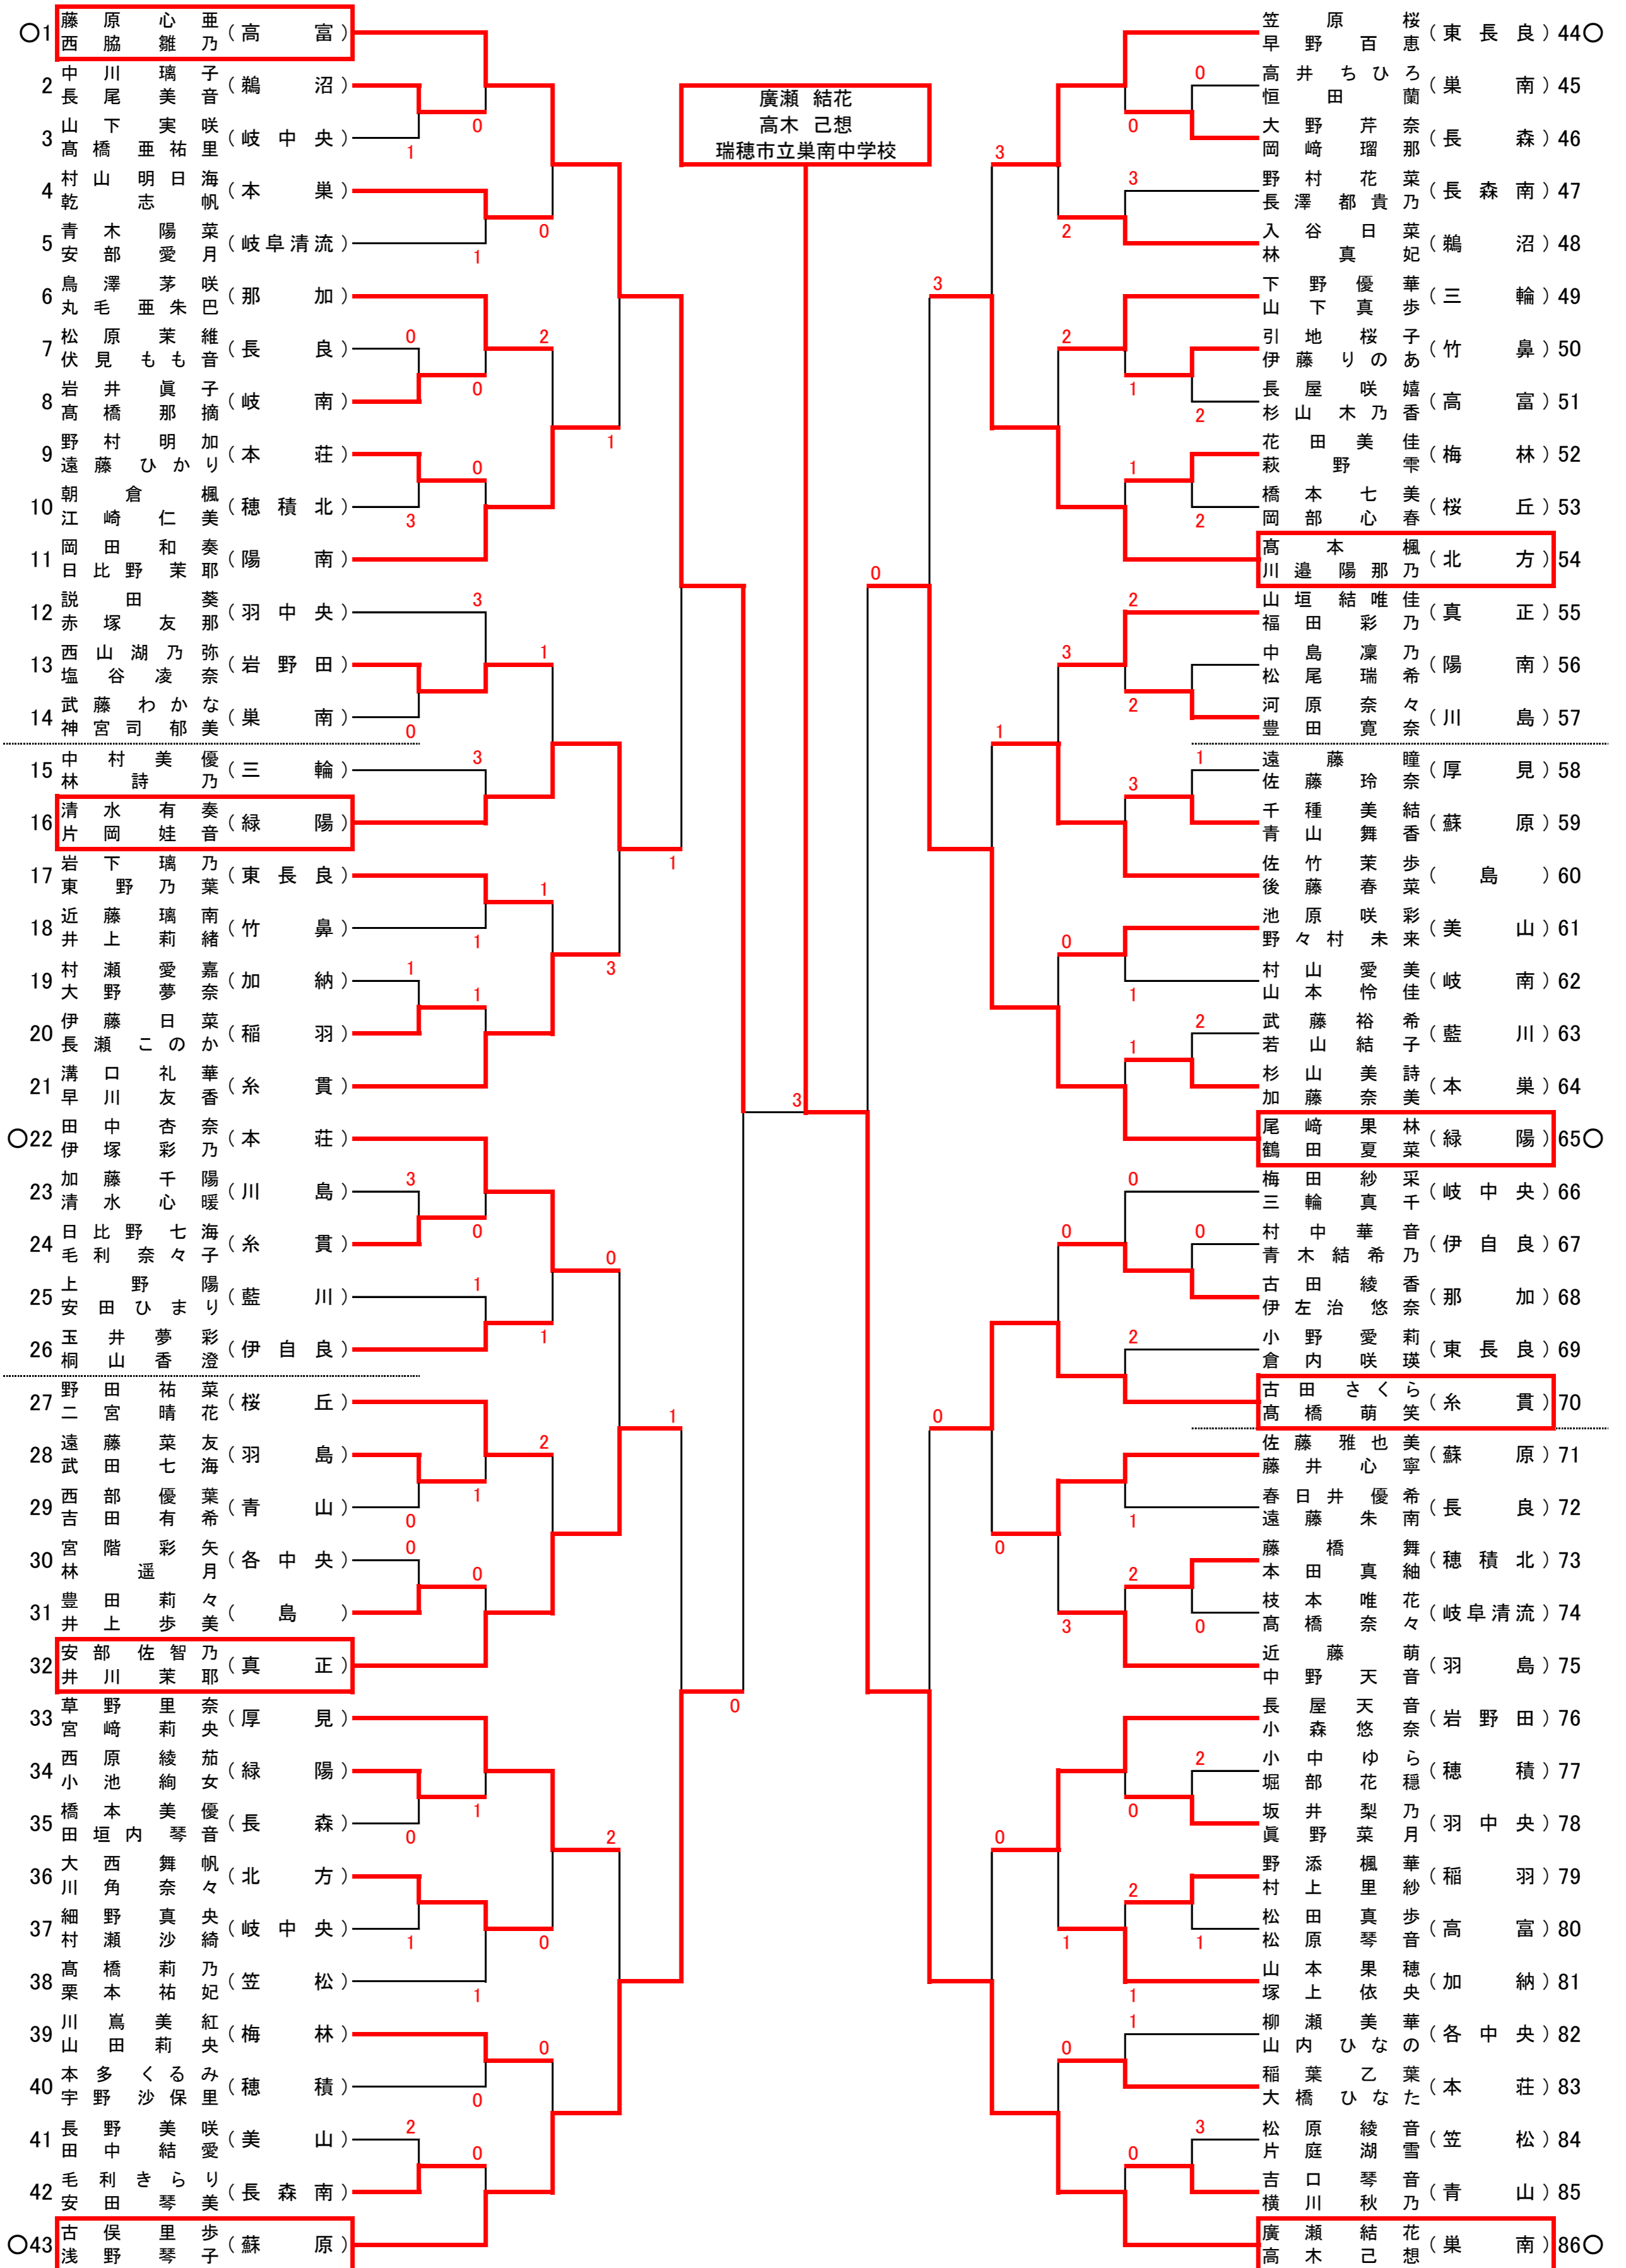 廣瀬 結花
高木 己想
瑞穂市立巣南中学校
○1 藤原心亜 (高富)
西脇雛乃
2 中川璃子 (鵜沼)
長尾美音
3 山下実咲 (岐中央)
髙橋亜祐里
4 村山明日海 (本巣)
乾志帆
5 青木陽菜 (岐阜清流)
安部愛月
6 鳥澤茅咲 (那加)
丸毛亜朱巴
7 松原茉維 (長良)
伏見もも音
8 岩井眞子 (岐南)
髙橋那摘
9 野村明加 (本荘)
遠藤ひかり
10 朝倉楓 (穂積北)
江崎仁美
11 岡田和奏 (陽南)
日比野茉耶
12 説田葵 (羽中央)
赤塚友那
13 西山湖乃弥 (岩野田)
塩谷凌奈
14 武藤わかな (巣南)
神宮司郁美
15 中村美優 (三輪)
林詩乃
16 清水有奏 (緑陽)
片岡娃音
17 岩下璃乃 (東長良)
東野乃葉
18 近藤璃南 (竹鼻)
井上莉緒
19 村瀬愛嘉 (加納)
大野夢奈
20 伊藤日菜 (稲羽)
長瀬このか
21 溝口礼華 (糸貫)
早川友香
○22 田中杏奈 (本荘)
伊塚彩乃
23 加藤千陽 (川島)
清水心暖
24 日比野七海 (糸貫)
毛利奈々子
25 上野陽 (藍川)
安田ひまり
26 玉井夢彩 (伊自良)
桐山香澄
27 野田祐菜 (桜丘)
二宮晴花
28 遠藤菜友 (羽島)
武田七海
29 西部優葉 (青山)
吉田有希
30 宮階彩矢 (各中央)
林遥月
31 豊田莉々 (島)
井上歩美
32 安部佐智乃 (真正)
井川茉耶
33 草野里奈 (厚見)
宮﨑莉央
34 西原綾茄 (緑陽)
小池絢女
35 橋本美優 (長森)
田垣内琴音
36 大西舞帆 (北方)
川角奈々
37 細野真央 (岐中央)
村瀬沙綺
38 髙橋莉乃 (笠松)
栗本祐妃
39 川嶌美紅 (梅林)
山田莉央
40 本多くるみ (穂積)
宇野沙保里
41 長野美咲 (美山)
田中結愛
42 毛利きらり (長森南)
安田琴美
○43 古俣里歩 (蘇原)
浅野琴子
笠原桜 (東長良) 44○
早野百恵
高井ちひろ (巣南) 45
恒田蘭
大野芹奈 (長森) 46
岡﨑瑠那
野村花菜 (長森南) 47
長澤都貴乃
入谷日菜 (鵜沼) 48
林真妃
下野優華 (三輪) 49
山下真歩
引地桜子 (竹鼻) 50
伊藤りのあ
長屋咲嬉 (高富) 51
杉山木乃香
花田美佳 (梅林) 52
萩野雫
橋本七美 (桜丘) 53
岡部心春
髙本楓 (北方) 54
川邉陽那乃
山垣結唯佳 (真正) 55
福田彩乃
中島凜乃 (陽南) 56
松尾瑞希
河原奈々 (川島) 57
豊田寛奈
遠藤瞳 (厚見) 58
佐藤玲奈
千種美結 (蘇原) 59
青山舞香
佐竹茉歩 (島) 60
後藤春菜
池原咲彩 (美山) 61
野々村未来
村山愛美 (岐南) 62
山本怜佳
武藤裕希 (藍川) 63
若山結子
杉山美詩 (本巣) 64
加藤奈美
尾﨑果林 (緑陽) 65○
鶴田夏菜
梅田紗采 (岐中央) 66
三輪真千
村中華音 (伊自良) 67
青木結希乃
古田綾香 (那加) 68
伊左治悠奈
小野愛莉 (東長良) 69
倉内咲瑛
古田さくら (糸貫) 70
髙橋萌笑
佐藤雅也美 (蘇原) 71
藤井心寧
春日井優希 (長良) 72
遠藤朱南
藤橋舞 (穂積北) 73
本田真紬
枝本唯花 (岐阜清流) 74
髙橋奈々
近藤萌 (羽島) 75
中野天音
長屋天音 (岩野田) 76
小森悠奈
小中ゆら (穂積) 77
堀部花穏
坂井梨乃 (羽中央) 78
眞野菜月
野添楓華 (稲羽) 79
村上里紗
松田真歩 (高富) 80
松原琴音
山本果穂 (加納) 81
塚上依央
柳瀬美華 (各中央) 82
山内ひなの
稲葉乙葉 (本荘) 83
大橋ひなた
松原綾音 (笠松) 84
片庭湖雪
吉口琴音 (青山) 85
横川秋乃
廣瀬結花 (巣南) 86○
高木己想